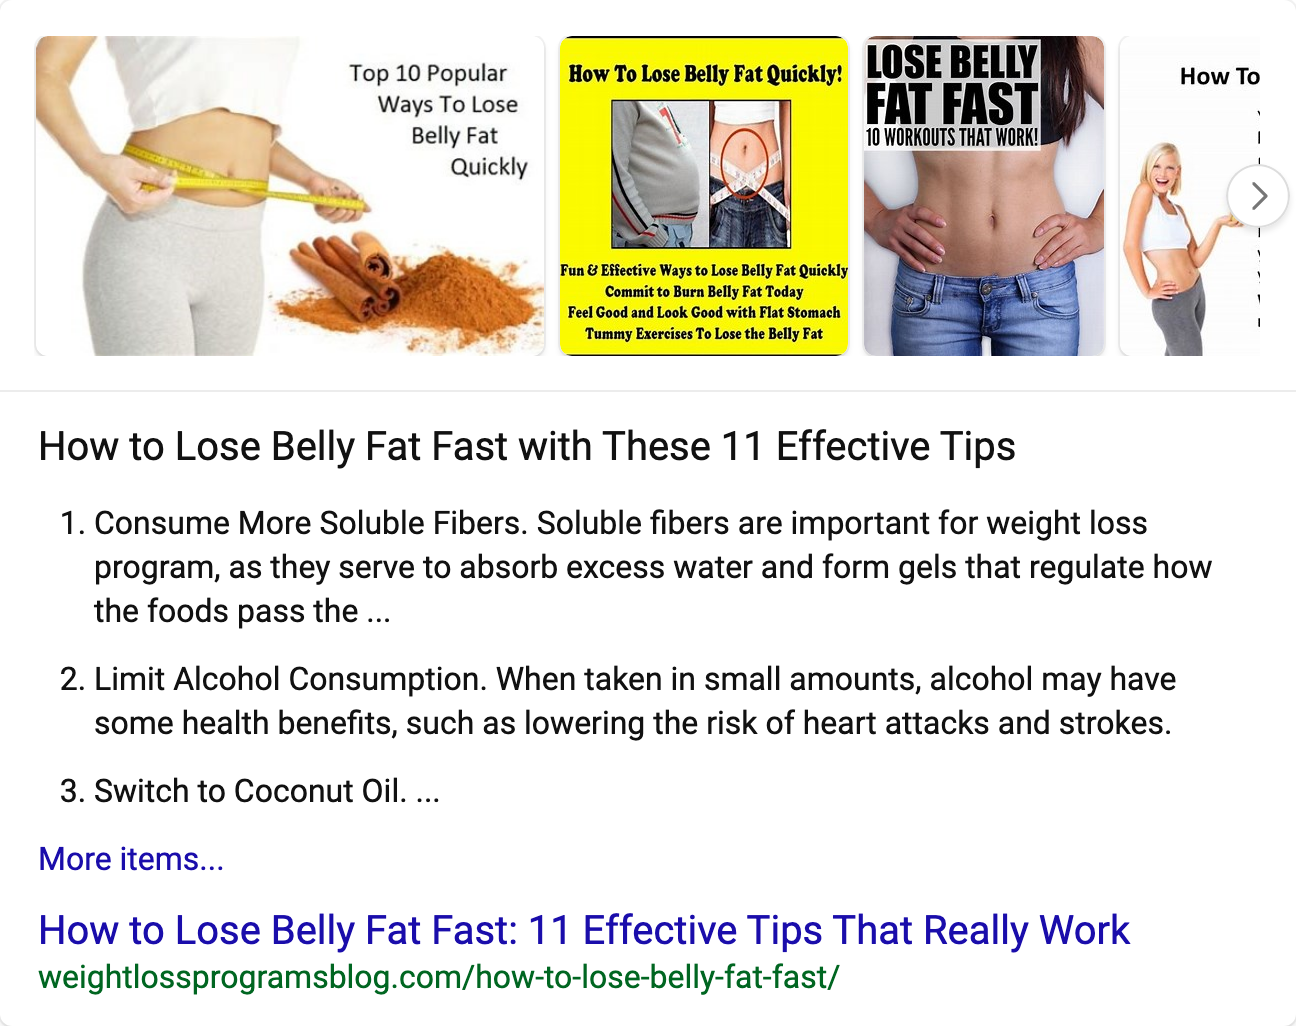 Top 10 Popular
Ways To Lose
Belly Fat
Quickly
How To Lose Belly Fat Quickly!
Fun & Effective Ways to Lose Belly Fat Quickly
Commit to Burn Belly Fat Today
Feel Good and Look Good with Flat Stomach
Tummy Exercises To Lose the Belly Fat
LOSE BELLY
FAT FAST
10 WORKOUTS THAT WORK!
How To
How to Lose Belly Fat Fast with These 11 Effective Tips
1. Consume More Soluble Fibers. Soluble fibers are important for weight loss
program, as they serve to absorb excess water and form gels that regulate how
the foods pass the ...
2. Limit Alcohol Consumption. When taken in small amounts, alcohol may have
some health benefits, such as lowering the risk of heart attacks and strokes.
3. Switch to Coconut Oil. ...
More items...
How to Lose Belly Fat Fast: 11 Effective Tips That Really Work
weightlossprogramsblog.com/how-to-lose-belly-fat-fast/